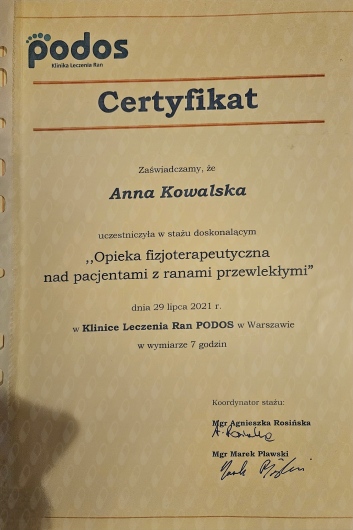 podos
Klinika Leczenia Ran
Certyfikat
Zaświadczamy, że
Anna Kowalska
uczestniczyła w stażu doskonalącym
,,Opieka fizjoterapeutyczna
nad pacjentami z ranami przewlekłymi”
dnia 29 lipca 2021 r.
w Klinice Leczenia Ran PODOS w Warszawie
w wymiarze 7 godzin
Koordynator stażu:
Mgr Agnieszka Rosińska
Mgr Marek Pławski